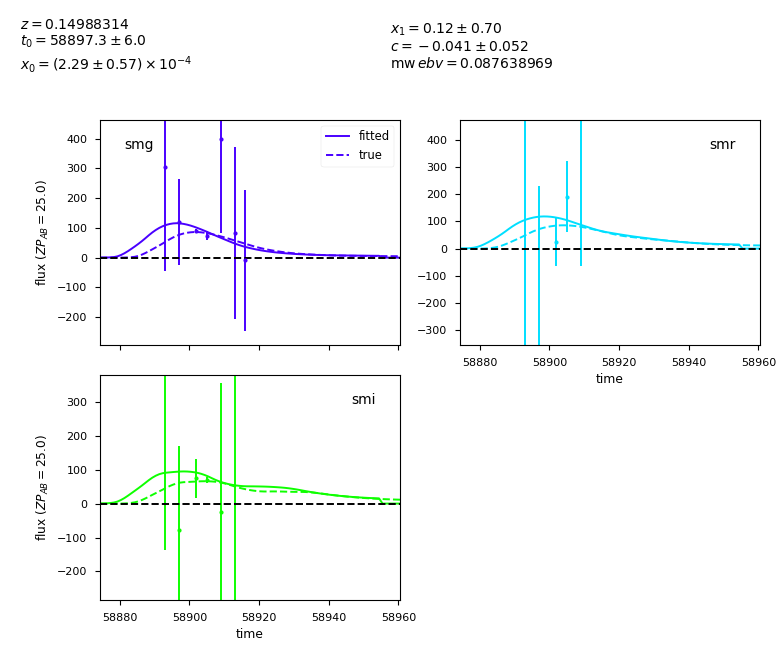 z = 0.14988314
t₀ = 58897.3 ± 6.0
x₀ = (2.29 ± 0.57) × 10⁻⁴
x₁ = 0.12 ± 0.70
c = −0.041 ± 0.052
mw ebv = 0.087638969
smg
fitted
true
flux (ZP_AB = 25.0)
400
300
200
100
0
−100
−200
smr
400
300
200
100
0
−100
−200
−300
58880 58900 58920 58940 58960
time
smi
flux (ZP_AB = 25.0)
300
200
100
0
−100
−200
58880 58900 58920 58940 58960
time